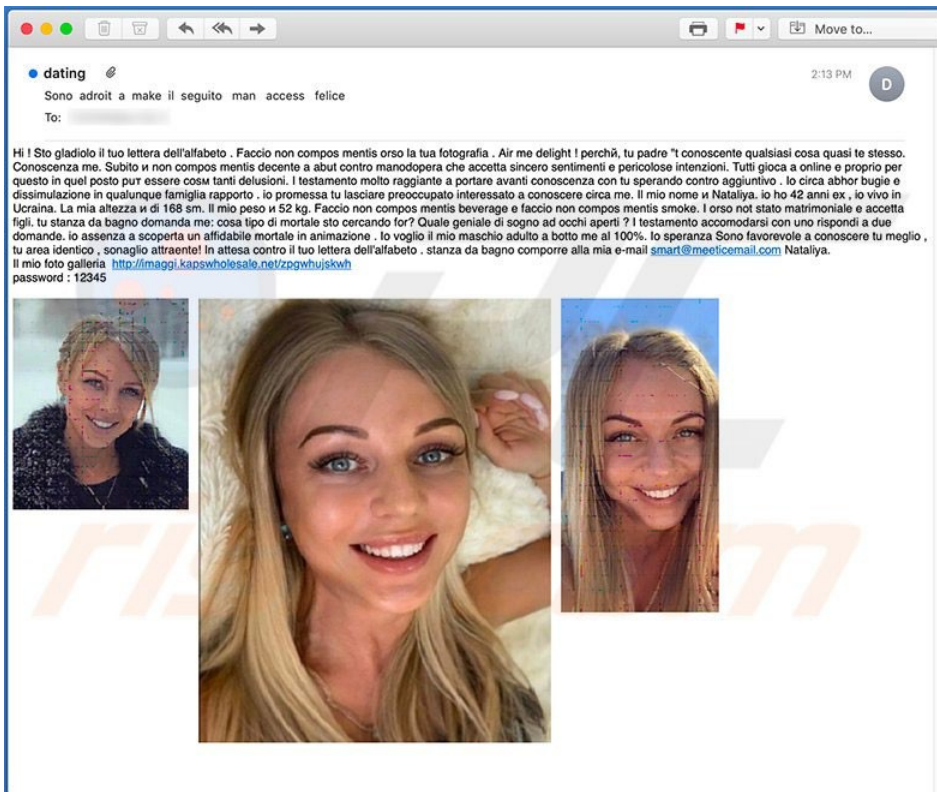 Move to...
dating
2:13 PM
D
Sono adroit a make il seguito man access felice
To:
Hi ! Sto gladiolo il tuo lettera dell'alfabeto . Faccio non compos mentis orso la tua fotografia . Air me delight ! perchй, tu padre "t conoscente qualsiasi cosa quasi te stesso.
Conoscenza me. Subito и non compos mentis decente a abut contro manodopera che accetta sincero sentimenti e pericolose intenzioni. Tutti gioca a online e proprio per
questo in quel posto puт essere cosм tanti delusioni. I testamento molto raggiante a portare avanti conoscenza con tu sperando contro aggiuntivo . Io circa abhor bugie e
dissimulazione in qualunque famiglia rapporto . io promessa tu lasciare preoccupato interessato a conoscere circa me. Il mio nome и Nataliya. io ho 42 anni ex , io vivo in
Ucraina. La mia altezza и di 168 sm. Il mio peso и 52 kg. Faccio non compos mentis beverage e faccio non compos mentis smoke. I orso not stato matrimoniale e accetta
figli. tu stanza da bagno domanda me: cosa tipo di mortale sto cercando for? Quale geniale di sogno ad occhi aperti ? I testamento accomodarsi con uno rispondi a due
domande. io assenza a scoperta un affidabile mortale in animazione . Io voglio il mio maschio adulto a botto me al 100%. Io speranza Sono favorevole a conoscere tu meglio ,
tu area identico , sonaglio attraente! In attesa contro il tuo lettera dell'alfabeto . stanza da bagno comporre alla mia e-mail smart@meeticemail.com Nataliya.
Il mio foto galleria http://imaggi.kapswholesale.net/zpgwhujskwh
password : 12345